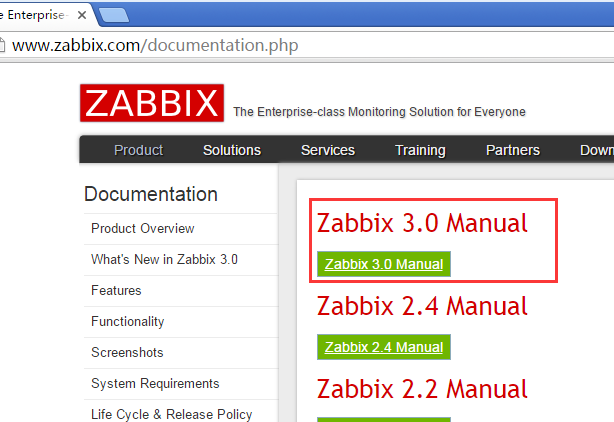 e Enterprise-
www.zabbix.com/documentation.php
ZABBIX The Enterprise-class Monitoring Solution for Everyone
Product Solutions Services Training Partners Down
Documentation
Product Overview
What's New in Zabbix 3.0
Features
Functionality
Screenshots
System Requirements
Life Cycle & Release Policy
Zabbix 3.0 Manual
Zabbix 3.0 Manual
Zabbix 2.4 Manual
Zabbix 2.4 Manual
Zabbix 2.2 Manual